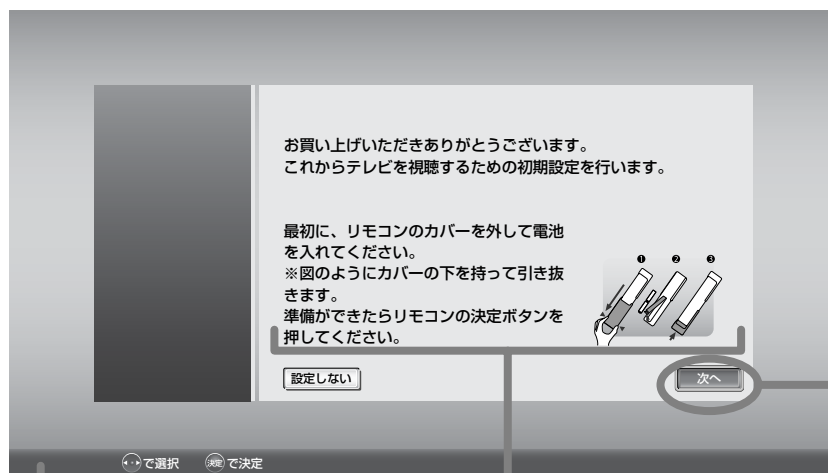 お買い上げいただきありがとうございます。
これからテレビを視聴するための初期設定を行います。
最初に、リモコンのカバーを外して電池
を入れてください。
※図のようにカバーの下を持って引き抜
きます。
準備ができたらリモコンの決定ボタンを
押してください。
❶ ❷ ❸
設定しない
次へ
で選択 決定で決定